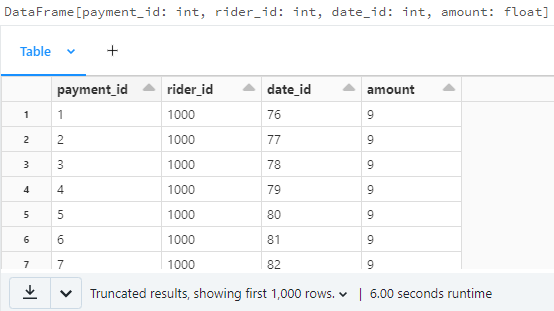 DataFrame[payment_id: int, rider_id: int, date_id: int, amount: float]
Table +
payment_id rider_id date_id amount
1 1 1000 76 9
2 2 1000 77 9
3 3 1000 78 9
4 4 1000 79 9
5 5 1000 80 9
6 6 1000 81 9
7 7 1000 82 9
Truncated results, showing first 1,000 rows. | 6.00 seconds runtime